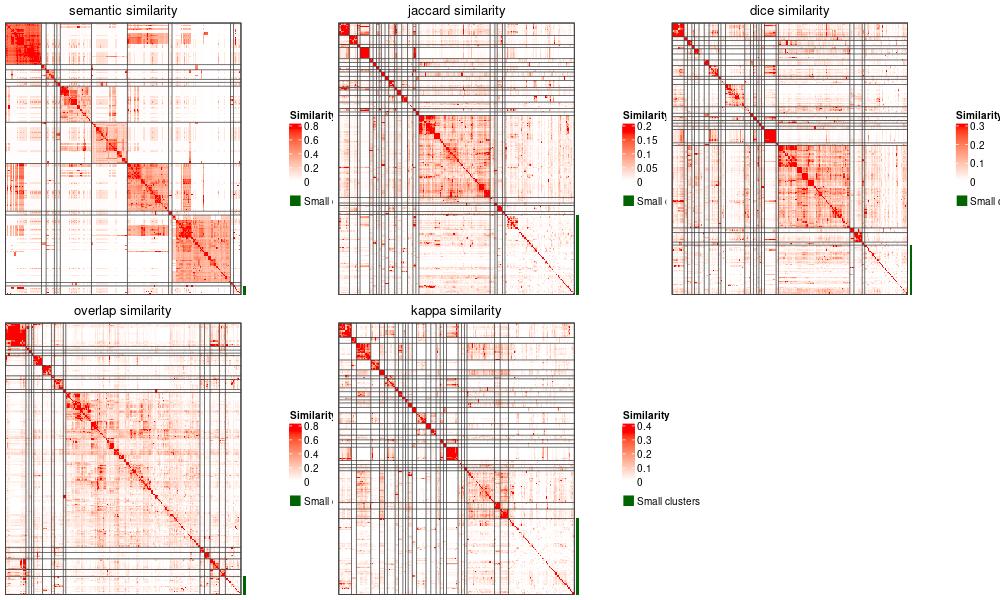 semantic similarity
Similarity
0.8
0.6
0.4
0.2
0
Small
jaccard similarity
Similarity
0.2
0.15
0.1
0.05
0
Small
dice similarity
Similarity
0.3
0.2
0.1
0
Small
overlap similarity
Similarity
0.8
0.6
0.4
0.2
0
Small
kappa similarity
Similarity
0.4
0.3
0.2
0.1
0
Small clusters